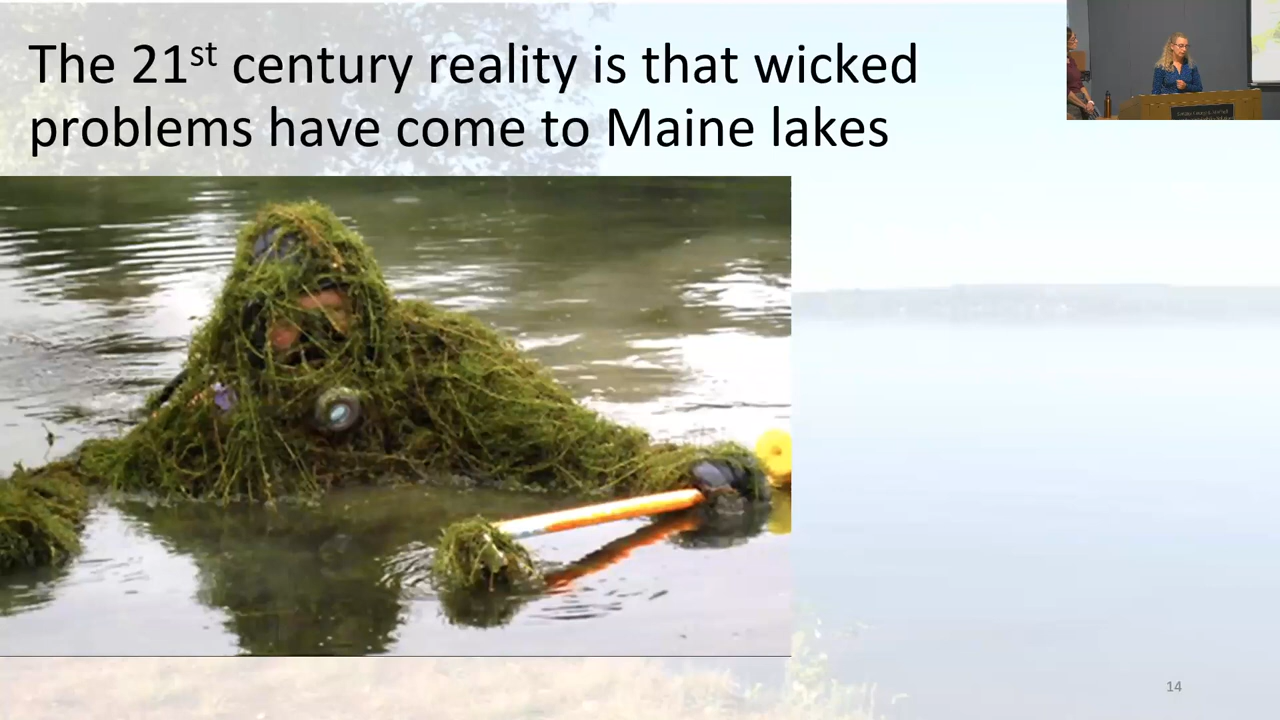 The 21st century reality is that wicked
problems have come to Maine lakes
14